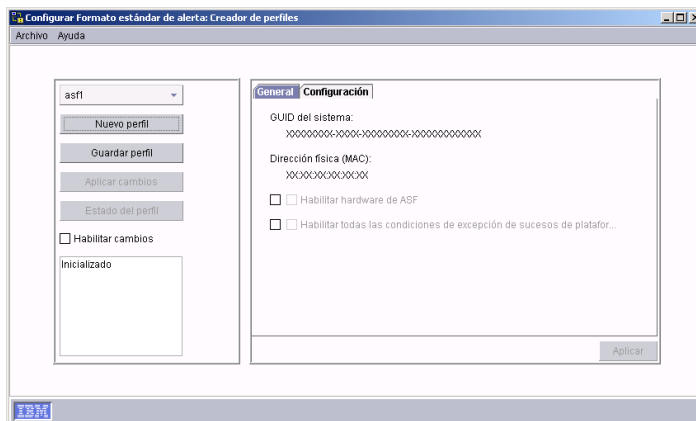 Configurar Formato estándar de alerta: Creador de perfiles
Archivo Ayuda
asf1
Nuevo perfil
Guardar perfil
Aplicar cambios
Estado del perfil
Habilitar cambios
Inicializado
General Configuración
GUID del sistema:
XXXXXXXX-XXXX-XXXXXXXX-XXXXXXXXXXXX
Dirección física (MAC):
XX:XX:XX:XX:XX:XX
Habilitar hardware de ASF
Habilitar todas las condiciones de excepción de sucesos de platafor...
Aplicar
IBM